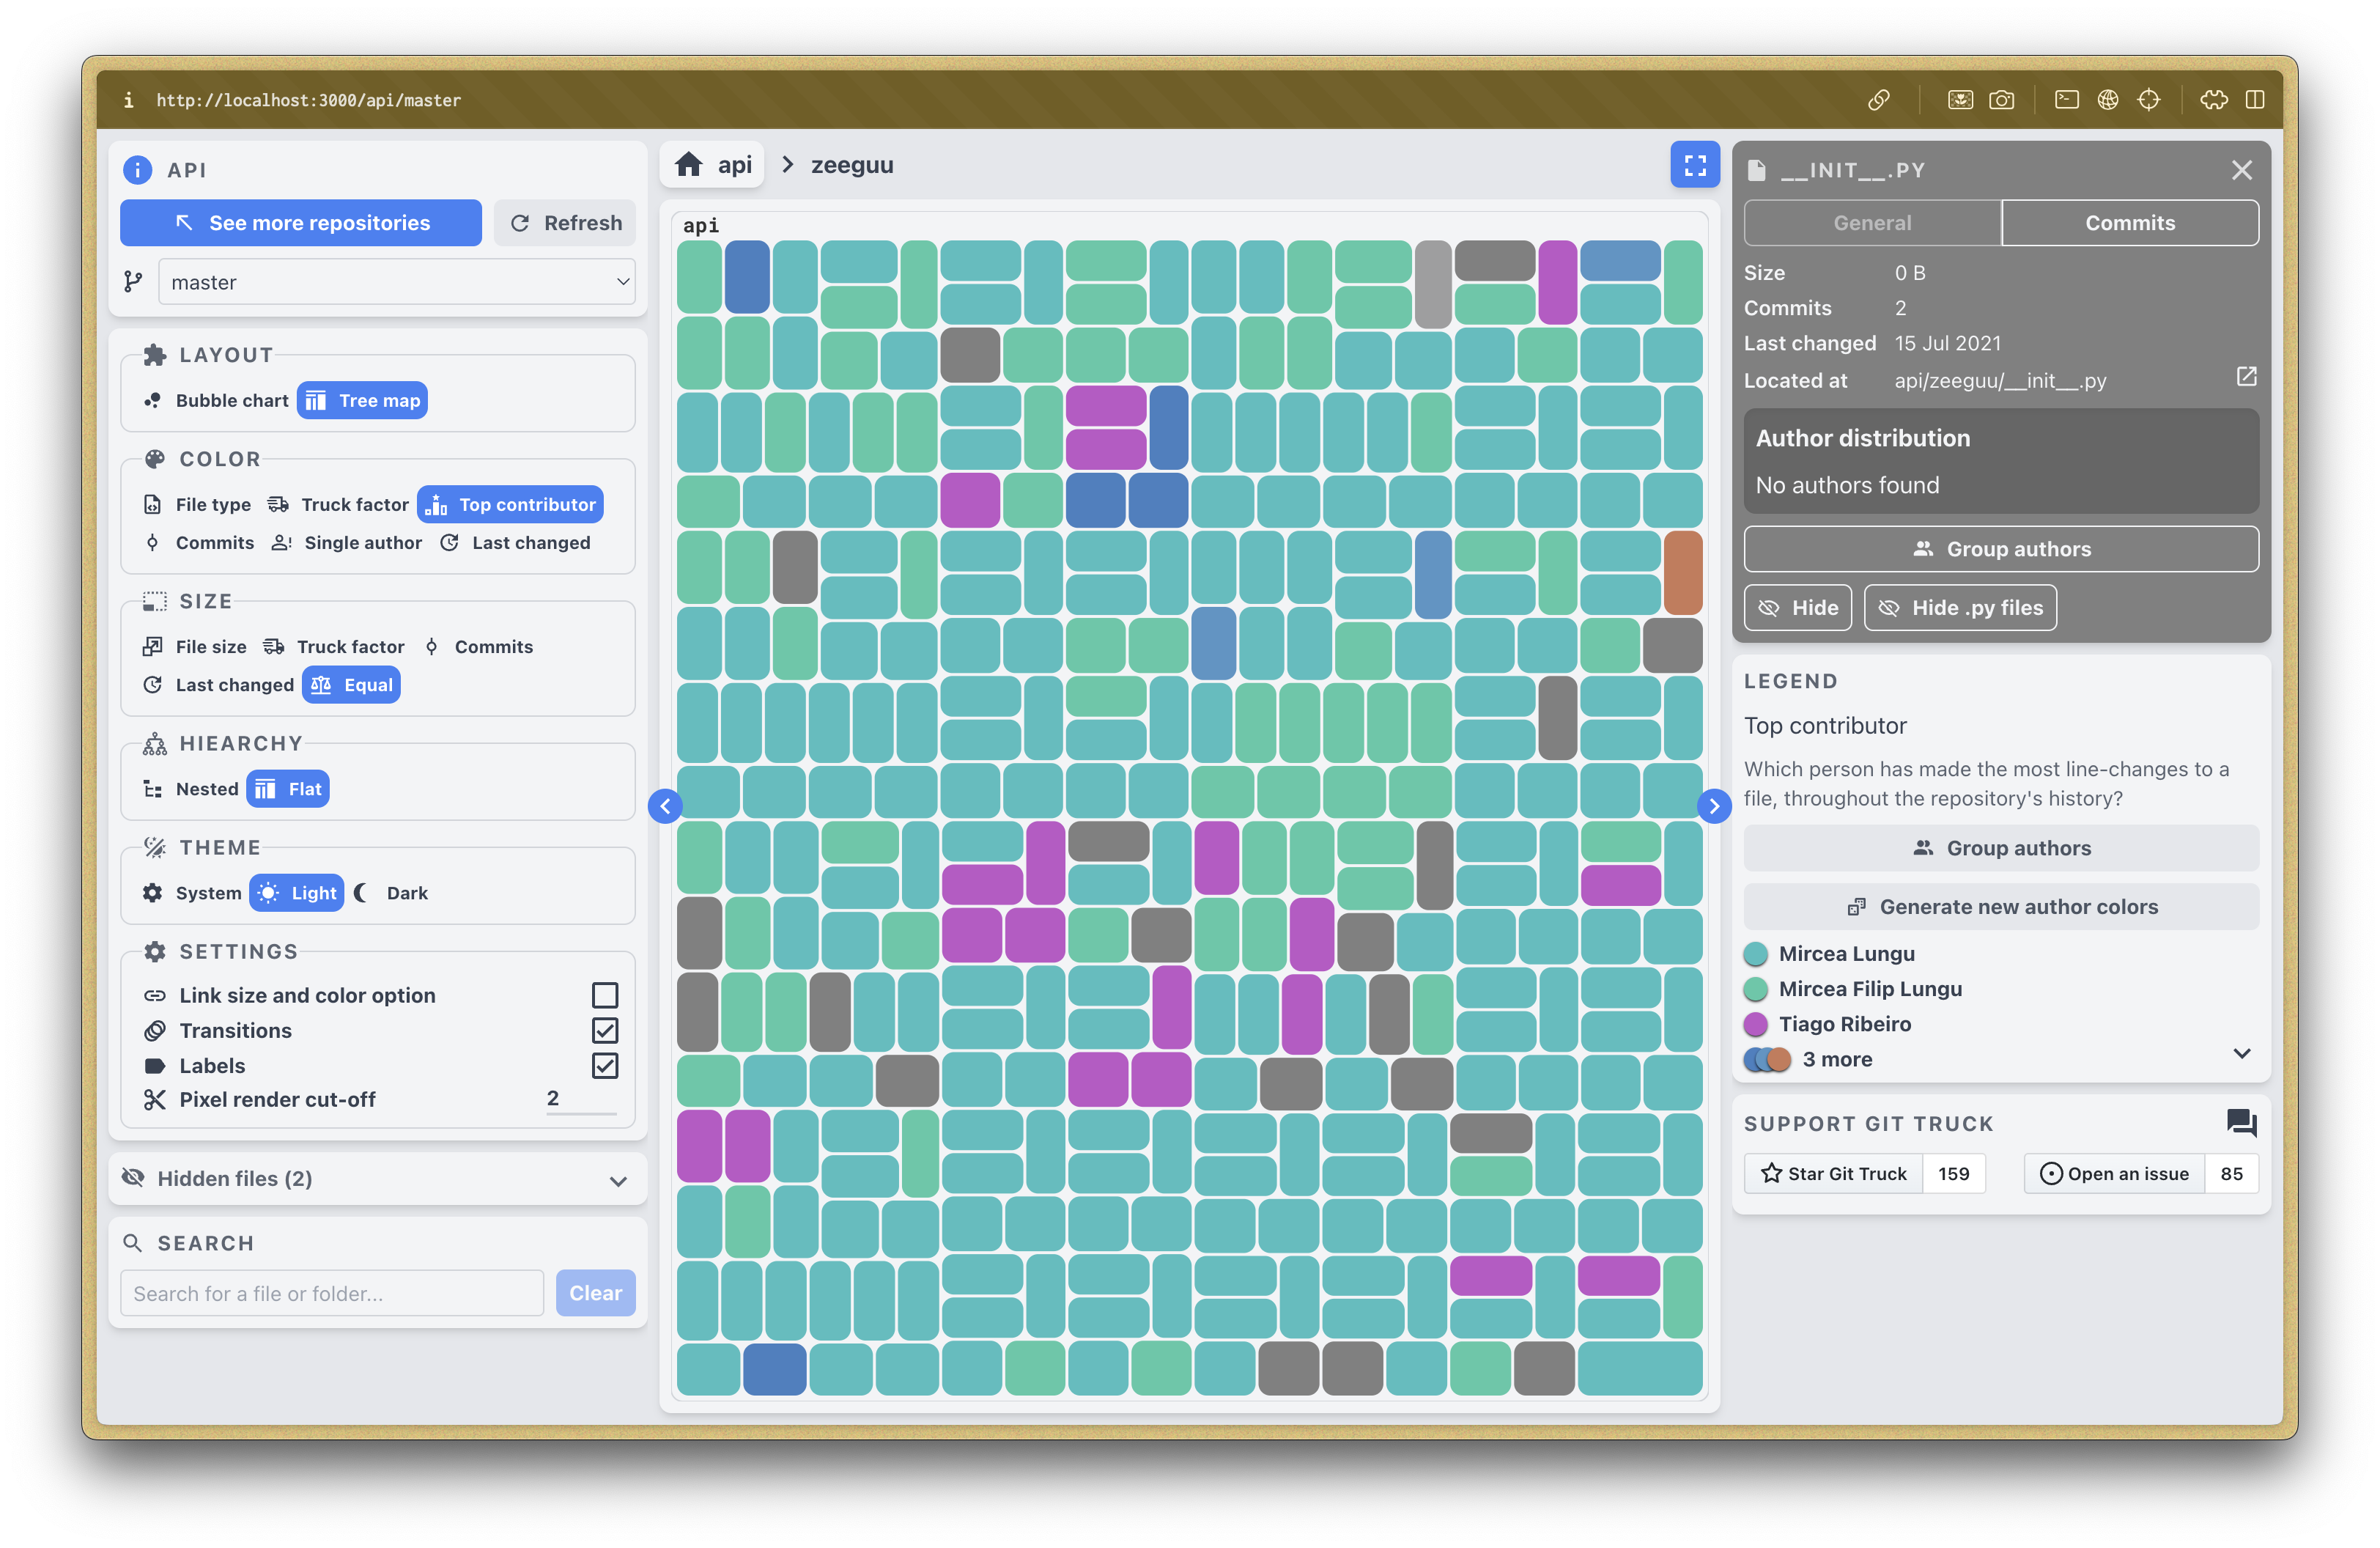 i http://localhost:3000/api/master
API
See more repositories Refresh
master
LAYOUT
Bubble chart Tree map
COLOR
File type Truck factor Top contributor
Commits Single author Last changed
SIZE
File size Truck factor Commits
Last changed Equal
HIEARCHY
Nested Flat
THEME
System Light Dark
SETTINGS
Link size and color option
Transitions
Labels
Pixel render cut-off 2
Hidden files (2)
SEARCH
Search for a file or folder...
Clear
api > zeeguu
api
__INIT__.PY
General Commits
Size 0 B
Commits 2
Last changed 15 Jul 2021
Located at api/zeeguu/__init__.py
Author distribution
No authors found
Group authors
Hide Hide .py files
LEGEND
Top contributor
Which person has made the most line-changes to a
file, throughout the repository's history?
Group authors
Generate new author colors
Mircea Lungu
Mircea Filip Lungu
Tiago Ribeiro
3 more
SUPPORT GIT TRUCK
Star Git Truck 159 Open an issue 85